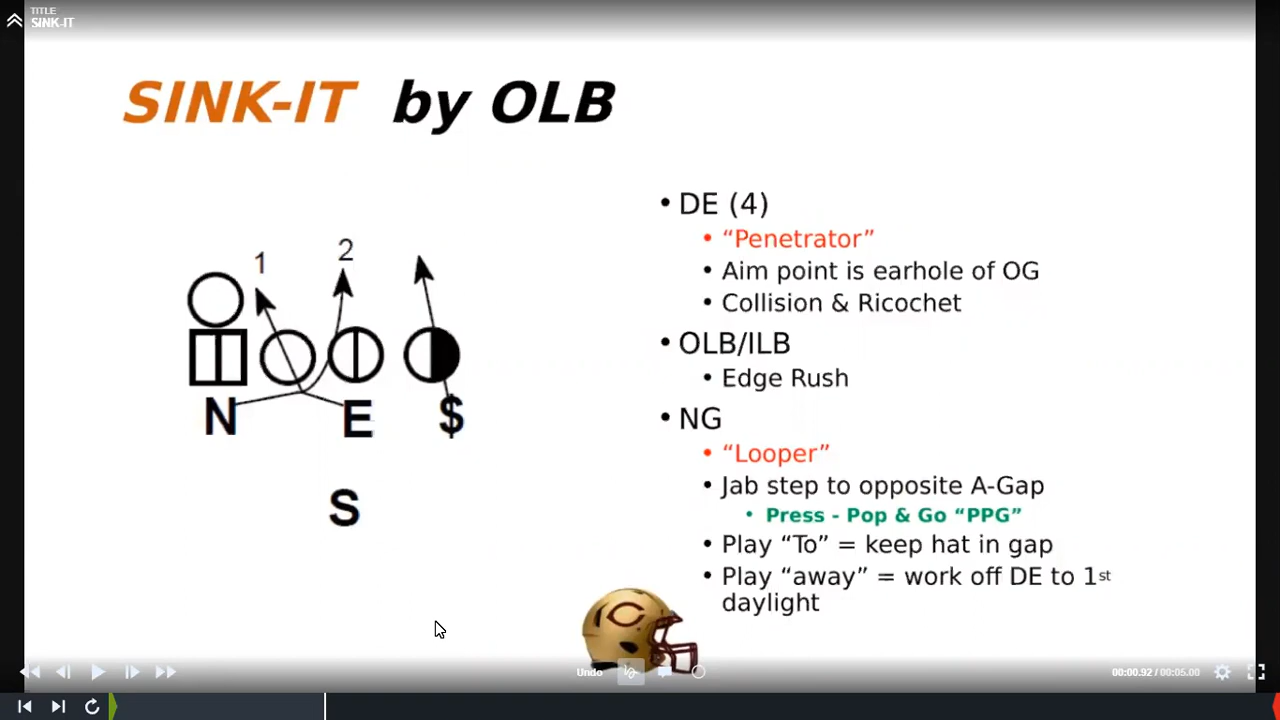 TITLE
SINK-IT
SINK-IT by OLB
1
2
N
E
$
S
• DE (4)
• “Penetrator”
• Aim point is earhole of OG
• Collision & Ricochet
• OLB/ILB
• Edge Rush
• NG
• “Looper”
• Jab step to opposite A-Gap
• Press - Pop & Go “PPG”
• Play “To” = keep hat in gap
• Play “away” = work off DE to 1st
daylight
C
Undo
00:00.92 / 00:05.00